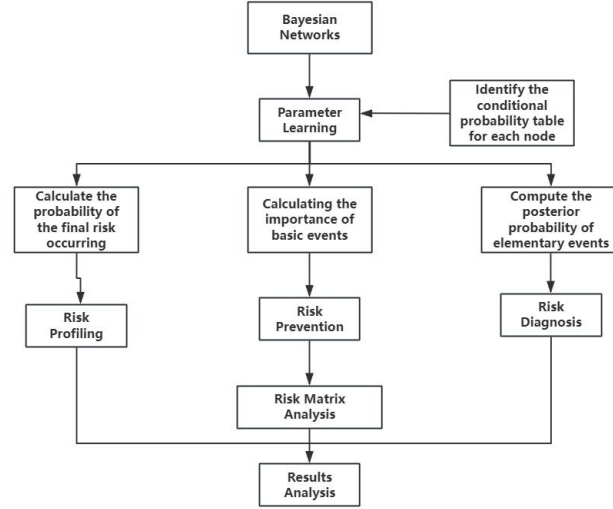 Bayesian
Networks
Parameter
Learning
Identify the
conditional
probability table
for each node
Calculate the
probability of
the final risk
occurring
Calculating the
importance of
basic events
Compute the
posterior
probability of
elementary events
Risk
Profiling
Risk
Prevention
Risk
Diagnosis
Risk Matrix
Analysis
Results
Analysis